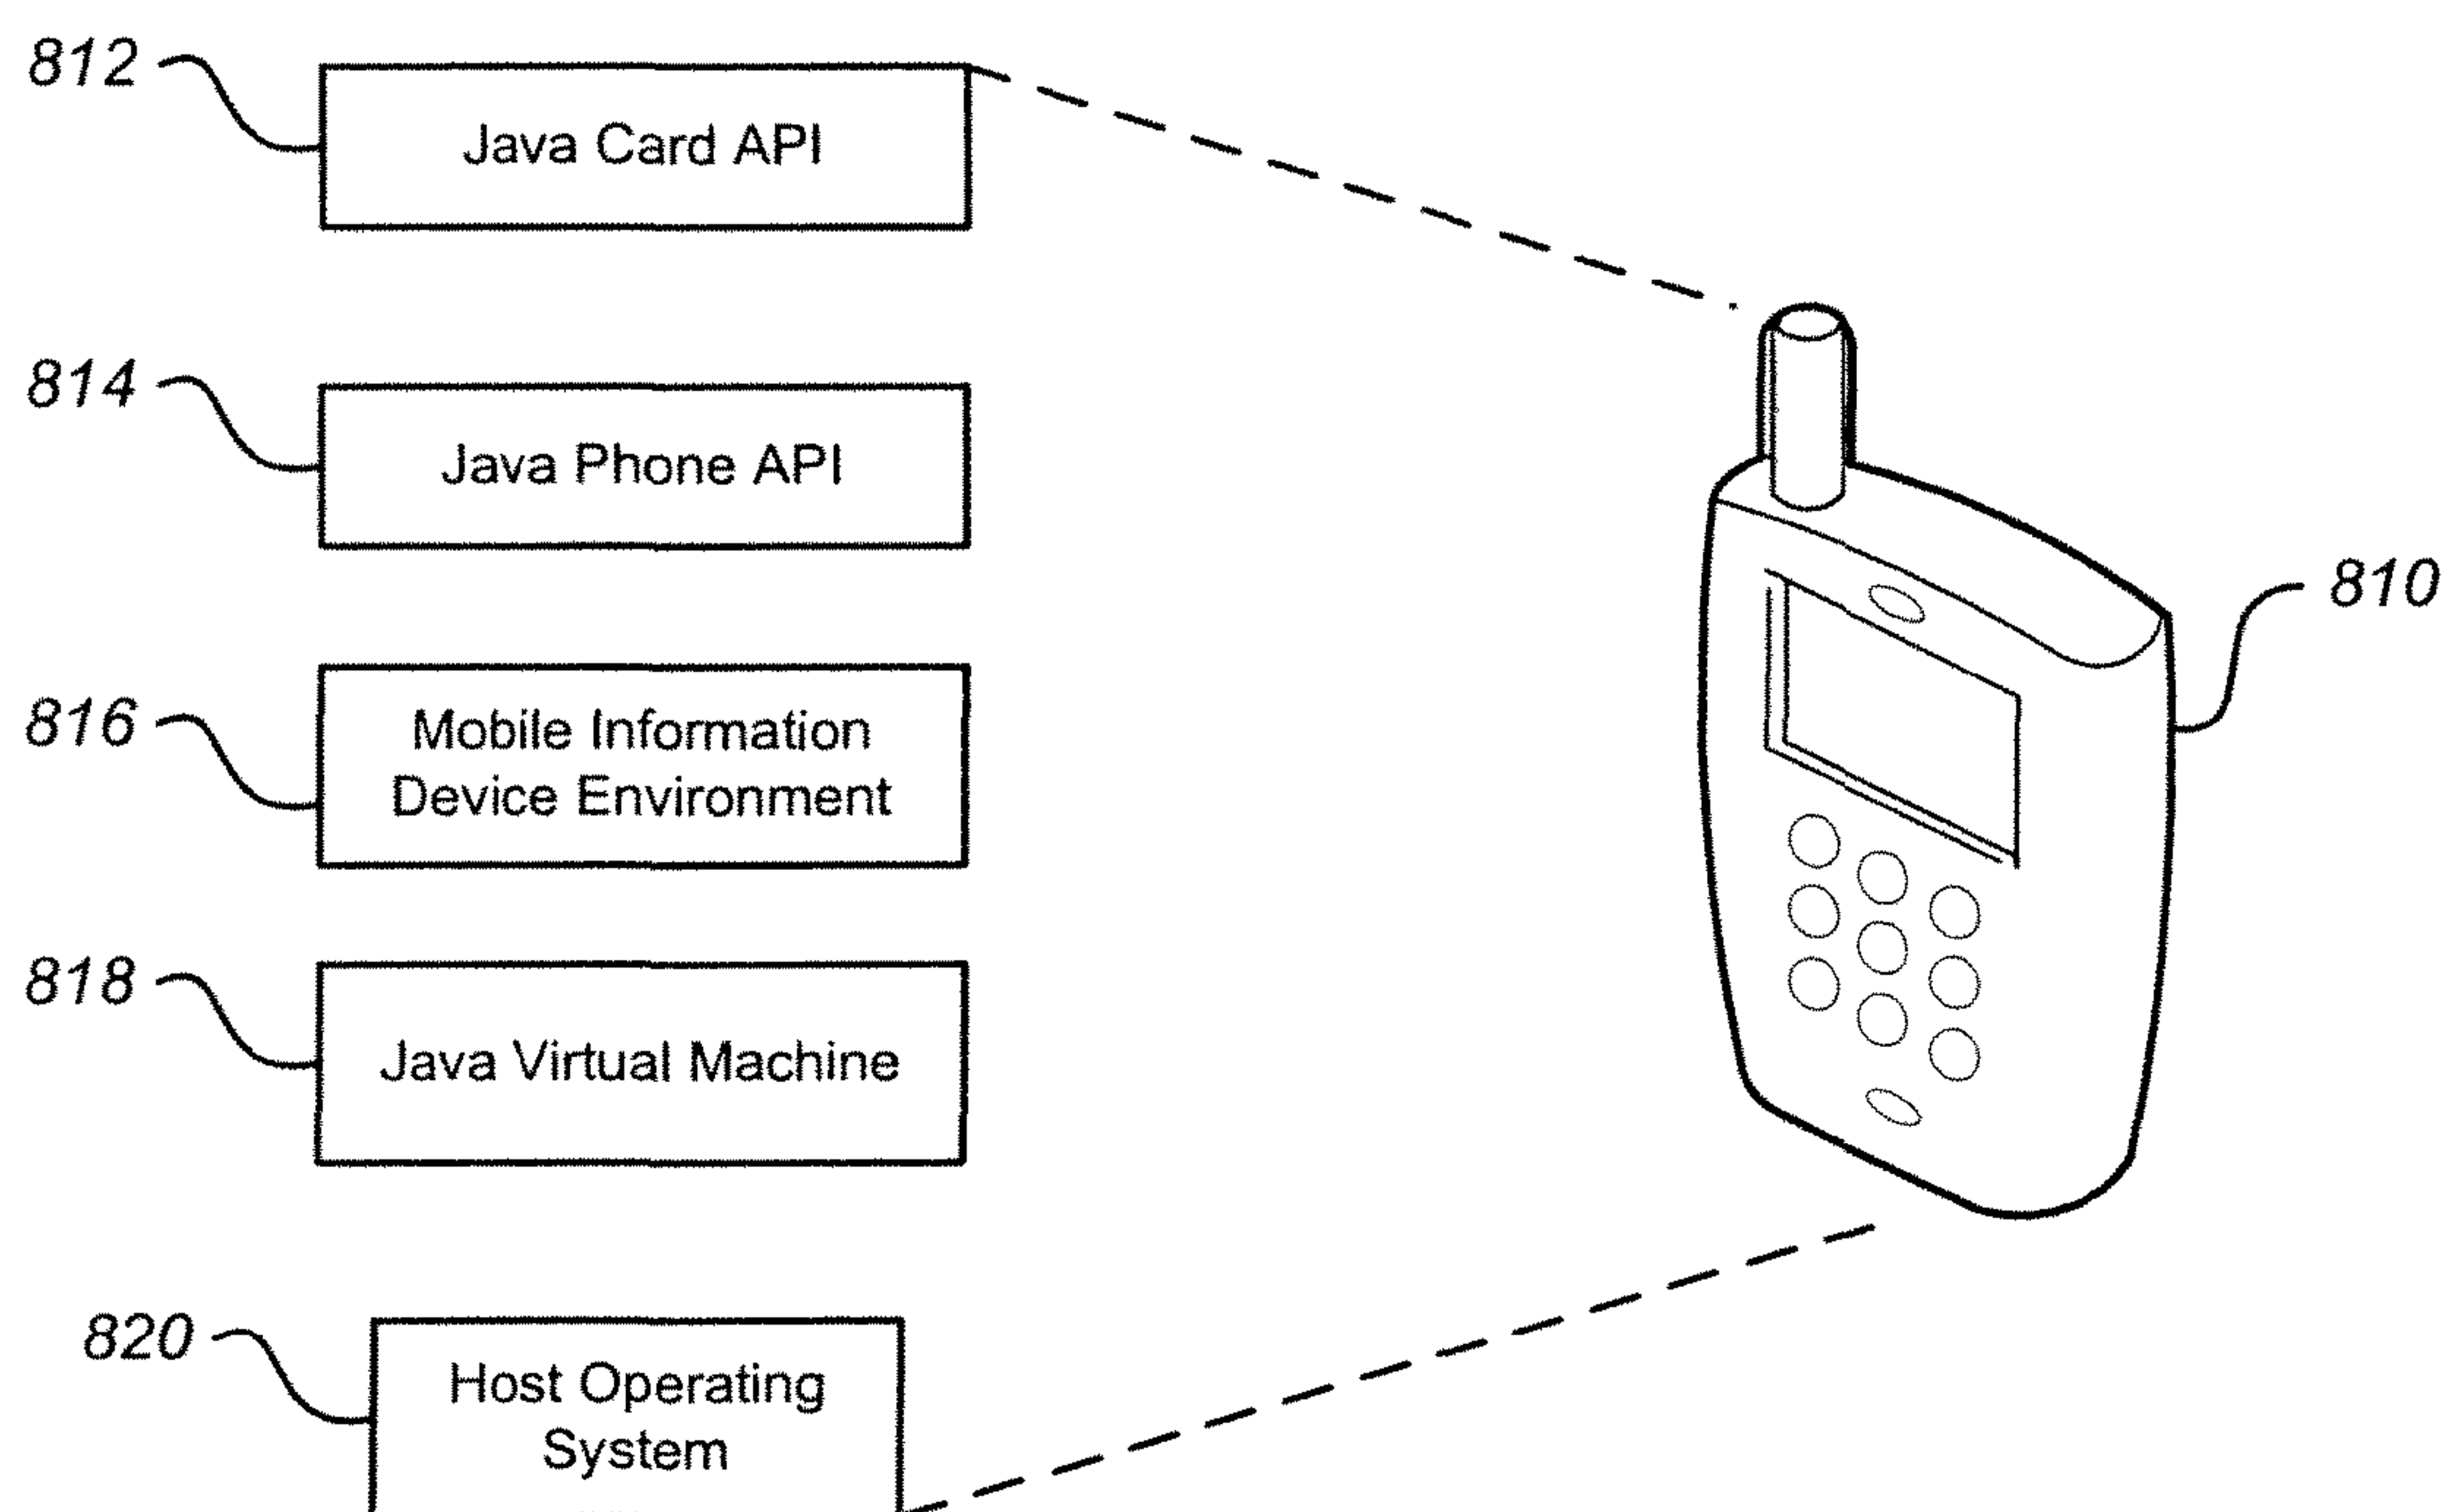 812
Java Card API
814
Java Phone API
810
816
Mobile Information
Device Environment
818
Java Virtual Machine
820
Host Operating
System